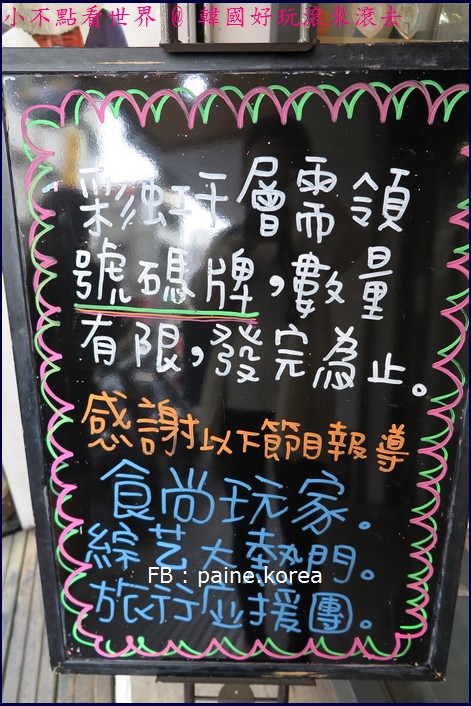 小不點看世界 @ 韓國好玩滾來滾去
彩虹千層需領
號碼牌,數量
有限,發完為止。
感謝以下節目報導
食尚玩家。
綜艺大熱門。
FB : paine.korea
旅行应援團。